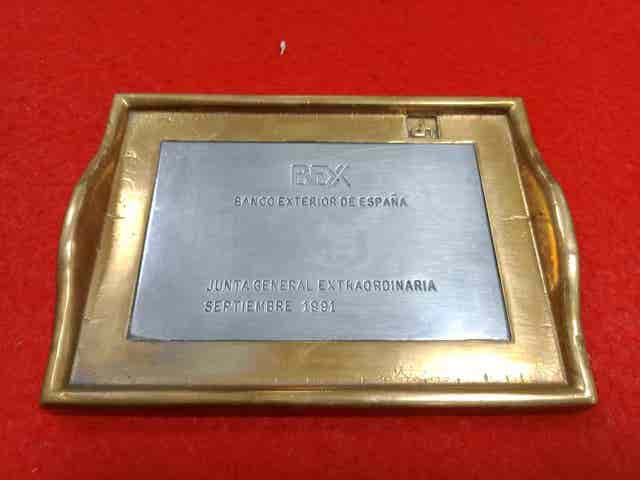 BEX
BANCO EXTERIOR DE ESPAÑA
JUNTA GENERAL EXTRAORDINARIA
SEPTIEMBRE 1991